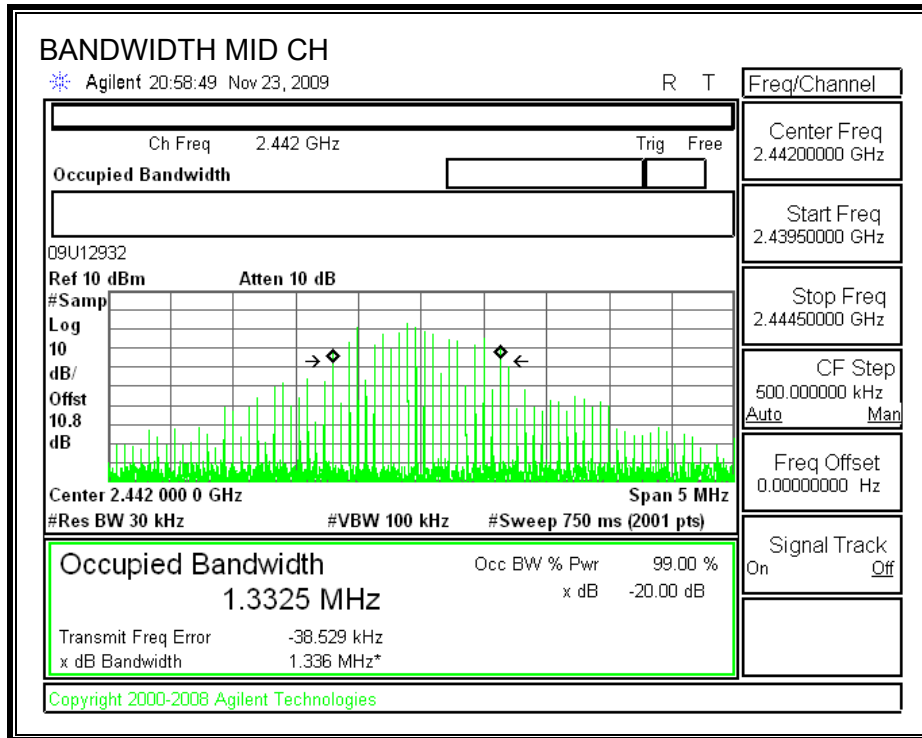 BANDWIDTH MID CH
Agilent 20:58:49 Nov 23, 2009 R T
Freq/Channel
Ch Freq 2.442 GHz Trig Free
Occupied Bandwidth
Center Freq
2.44200000 GHz
Start Freq
2.43950000 GHz
Stop Freq
2.44450000 GHz
CF Step
500.000000 kHz
Auto Man
Freq Offset
0.00000000 Hz
Signal Track
On Off
09U12932
Ref 10 dBm Atten 10 dB
#Samp
Log
10
dB/
Offst
10.8
dB
Center 2.442 000 0 GHz Span 5 MHz
#Res BW 30 kHz #VBW 100 kHz #Sweep 750 ms (2001 pts)
Occupied Bandwidth
1.3325 MHz
Occ BW % Pwr 99.00 %
x dB -20.00 dB
Transmit Freq Error -38.529 kHz
x dB Bandwidth 1.336 MHz*
Copyright 2000-2008 Agilent Technologies